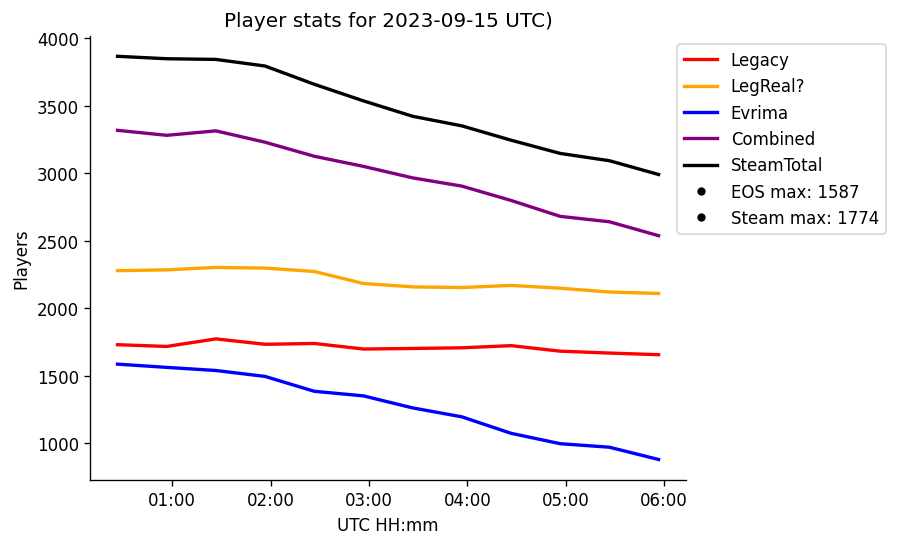 Player stats for 2023-09-15 UTC)
4000
3500
3000
2500
2000
1500
1000
Players
01:00
02:00
03:00
04:00
05:00
06:00
UTC HH:mm
Legacy
LegReal?
Evrima
Combined
SteamTotal
EOS max: 1587
Steam max: 1774